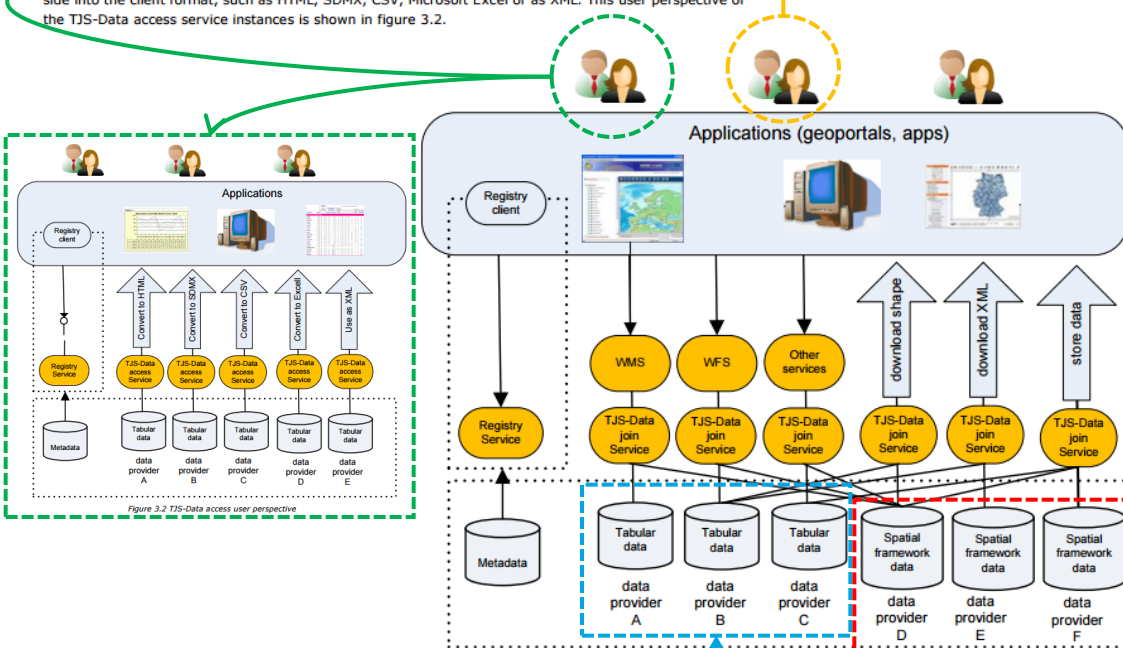 side into the client format, such as HTML, SDMX, CSV, Microsoft Excel or as XML. This user perspective of
the TJS-Data access service instances is shown in figure 3.2.
Applications
Registry
client
Convert to HTML
Convert to SDMX
Convert to CSV
Convert to Excell
Use as XML
Registry
Service
TJS-Data
access
Service
TJS-Data
access
Service
TJS-Data
access
Service
TJS-Data
access
Service
TJS-Data
access
Service
Metadata
Tabular
data
Tabular
data
Tabular
data
Tabular
data
Tabular
data
data
provider
A
data
provider
B
data
provider
C
data
provider
D
data
provider
E
Figure 3.2 TJS-Data access user perspective
Applications (geoportals, apps)
Registry
client
WMS
WFS
Other
services
download shape
download XML
store data
Registry
Service
TJS-Data
join
Service
TJS-Data
join
Service
TJS-Data
join
Service
TJS-Data
join
Service
TJS-Data
join
Service
TJS-Data
join
Service
Metadata
Tabular
data
Tabular
data
Tabular
data
Spatial
framework
data
Spatial
framework
data
Spatial
framework
data
data
provider
A
data
provider
B
data
provider
C
data
provider
D
data
provider
E
data
provider
F